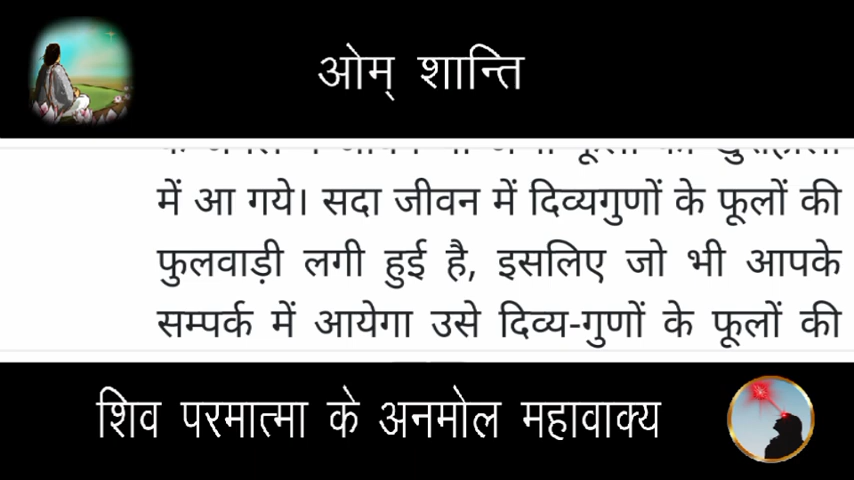 ओम् शान्ति
में आ गये। सदा जीवन में दिव्यगुणों के फूलों की
फुलवाड़ी लगी हुई है, इसलिए जो भी आपके
सम्पर्क में आयेगा उसे दिव्य-गुणों के फूलों की
शिव परमात्मा के अनमोल महावाक्य